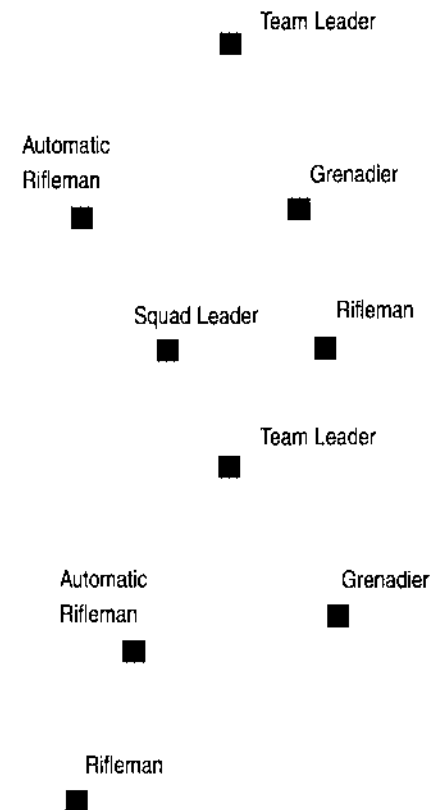 Team Leader
Automatic
Rifleman
Grenadier
Squad Leader
Rifleman
Team Leader
Automatic
Rifleman
Grenadier
Rifleman